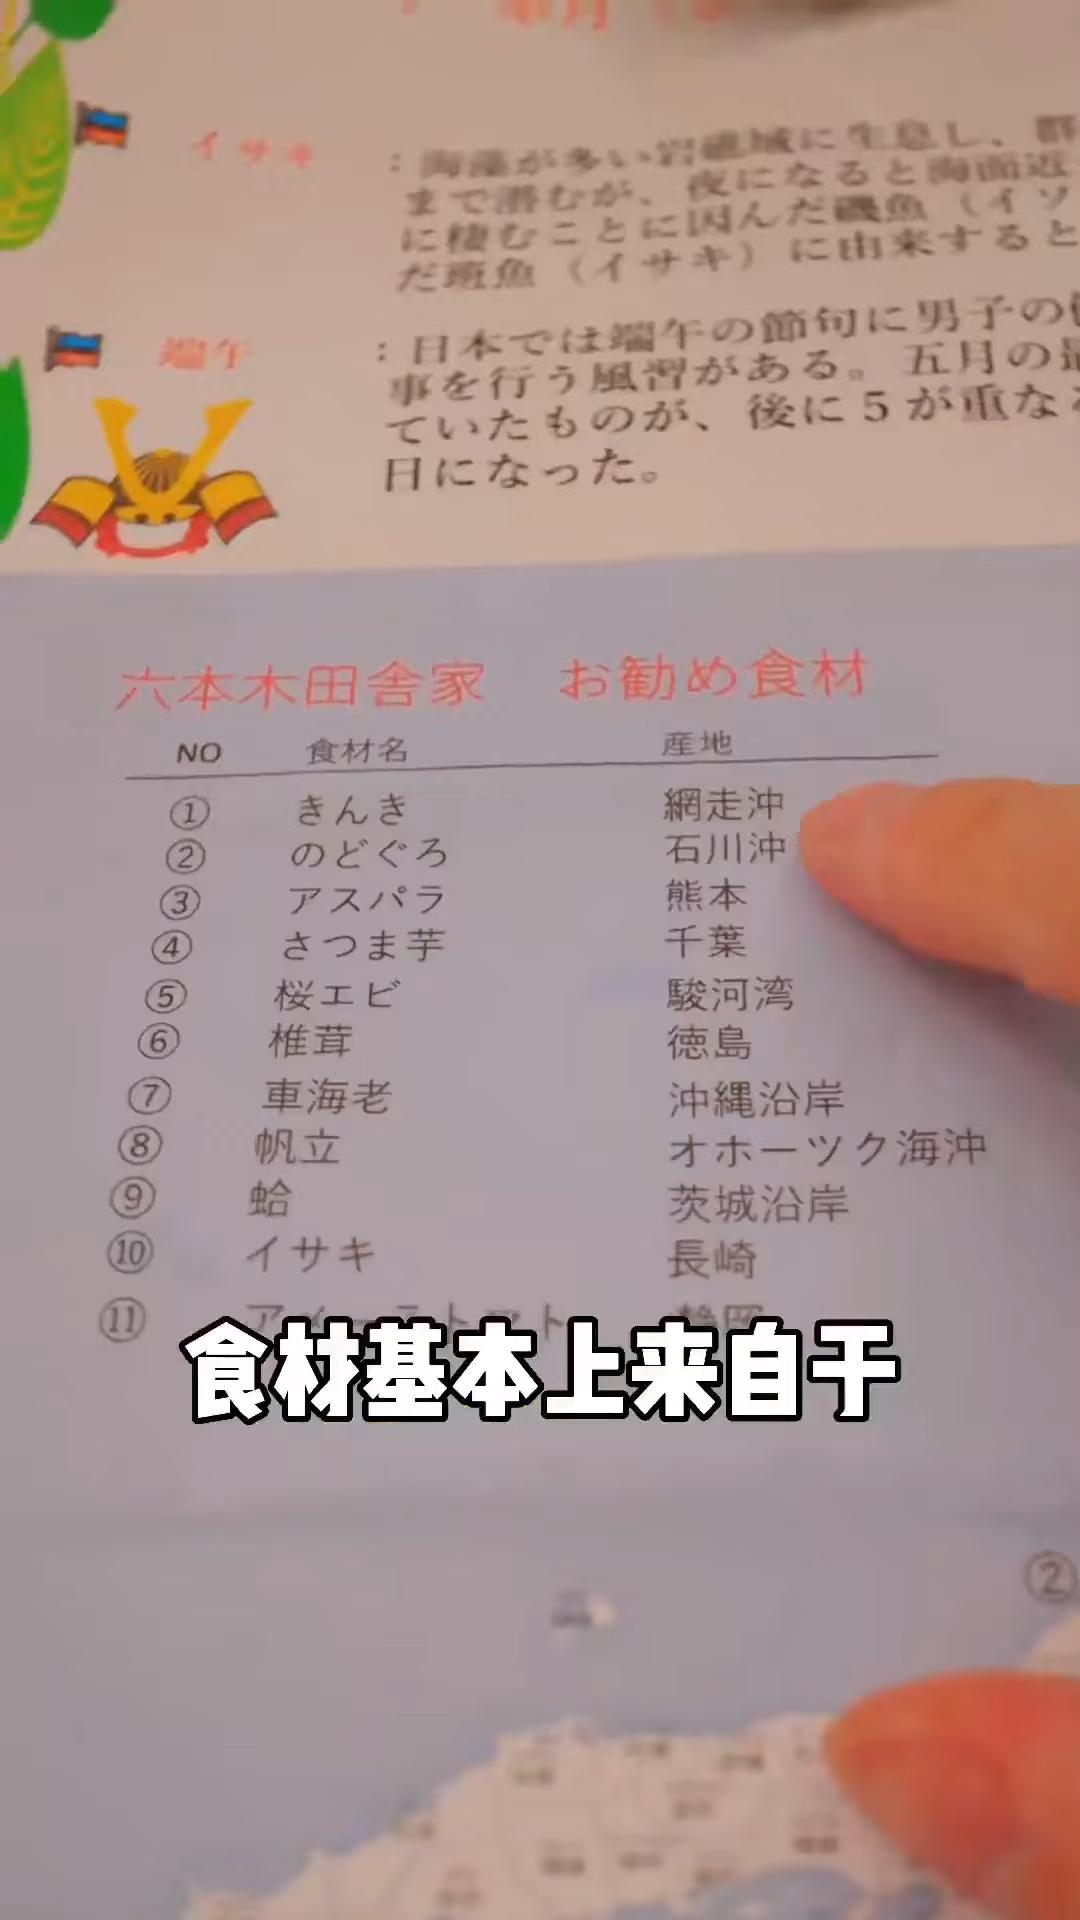 イサキ
：海藻が多い岩礁域に生息し、群
まで潜むが、夜になると海面近
に棲むことに因んだ磯魚（イソ
だ斑魚（イサキ）に由来すると
端午
：日本では端午の節句に男子の
事を行う風習がある。五月の最
ていたものが、後に５が重なる
日になった。
六本木田舎家　お勧め食材
NO 食材名 産地
① きんき 網走沖
② のどぐろ 石川沖
③ アスパラ 熊本
④ さつま芋 千葉
⑤ 桜エビ 駿河湾
⑥ 椎茸 徳島
⑦ 車海老 沖縄沿岸
⑧ 帆立 オホーツク海沖
⑨ 蛤 茨城沿岸
⑩ イサキ 長崎
⑪ 静岡
食材基本上来自于
②